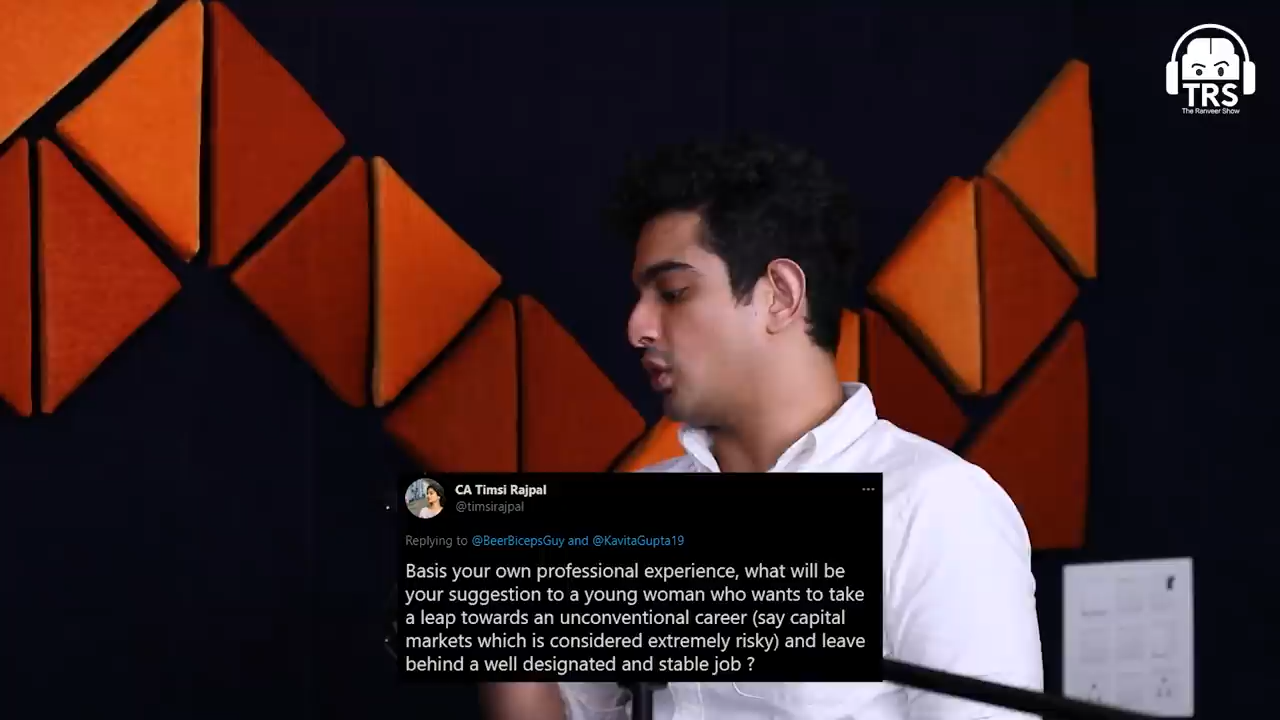 TRS
The Ranveer Show
CA Timsi Rajpal
@timsirajpal
Replying to @BeerBicepsGuy and @KavitaGupta19
Basis your own professional experience, what will be
your suggestion to a young woman who wants to take
a leap towards an unconventional career (say capital
markets which is considered extremely risky) and leave
behind a well designated and stable job ?